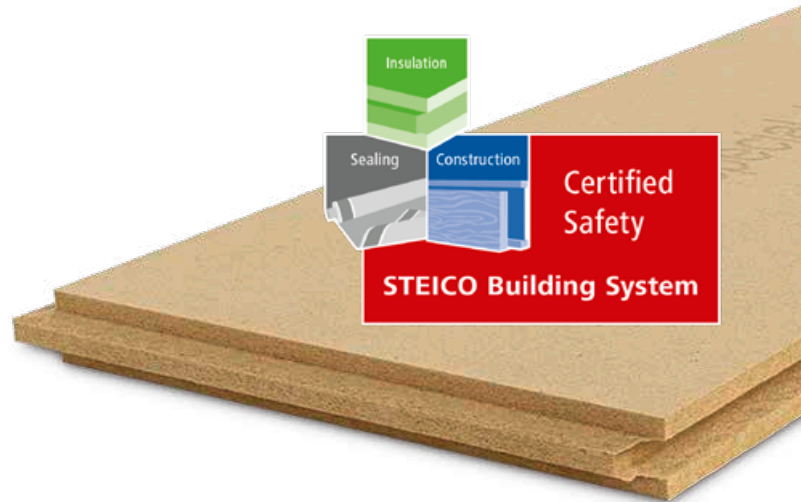 Insulation
Sealing
Construction
Certified
Safety
STEICO Building System